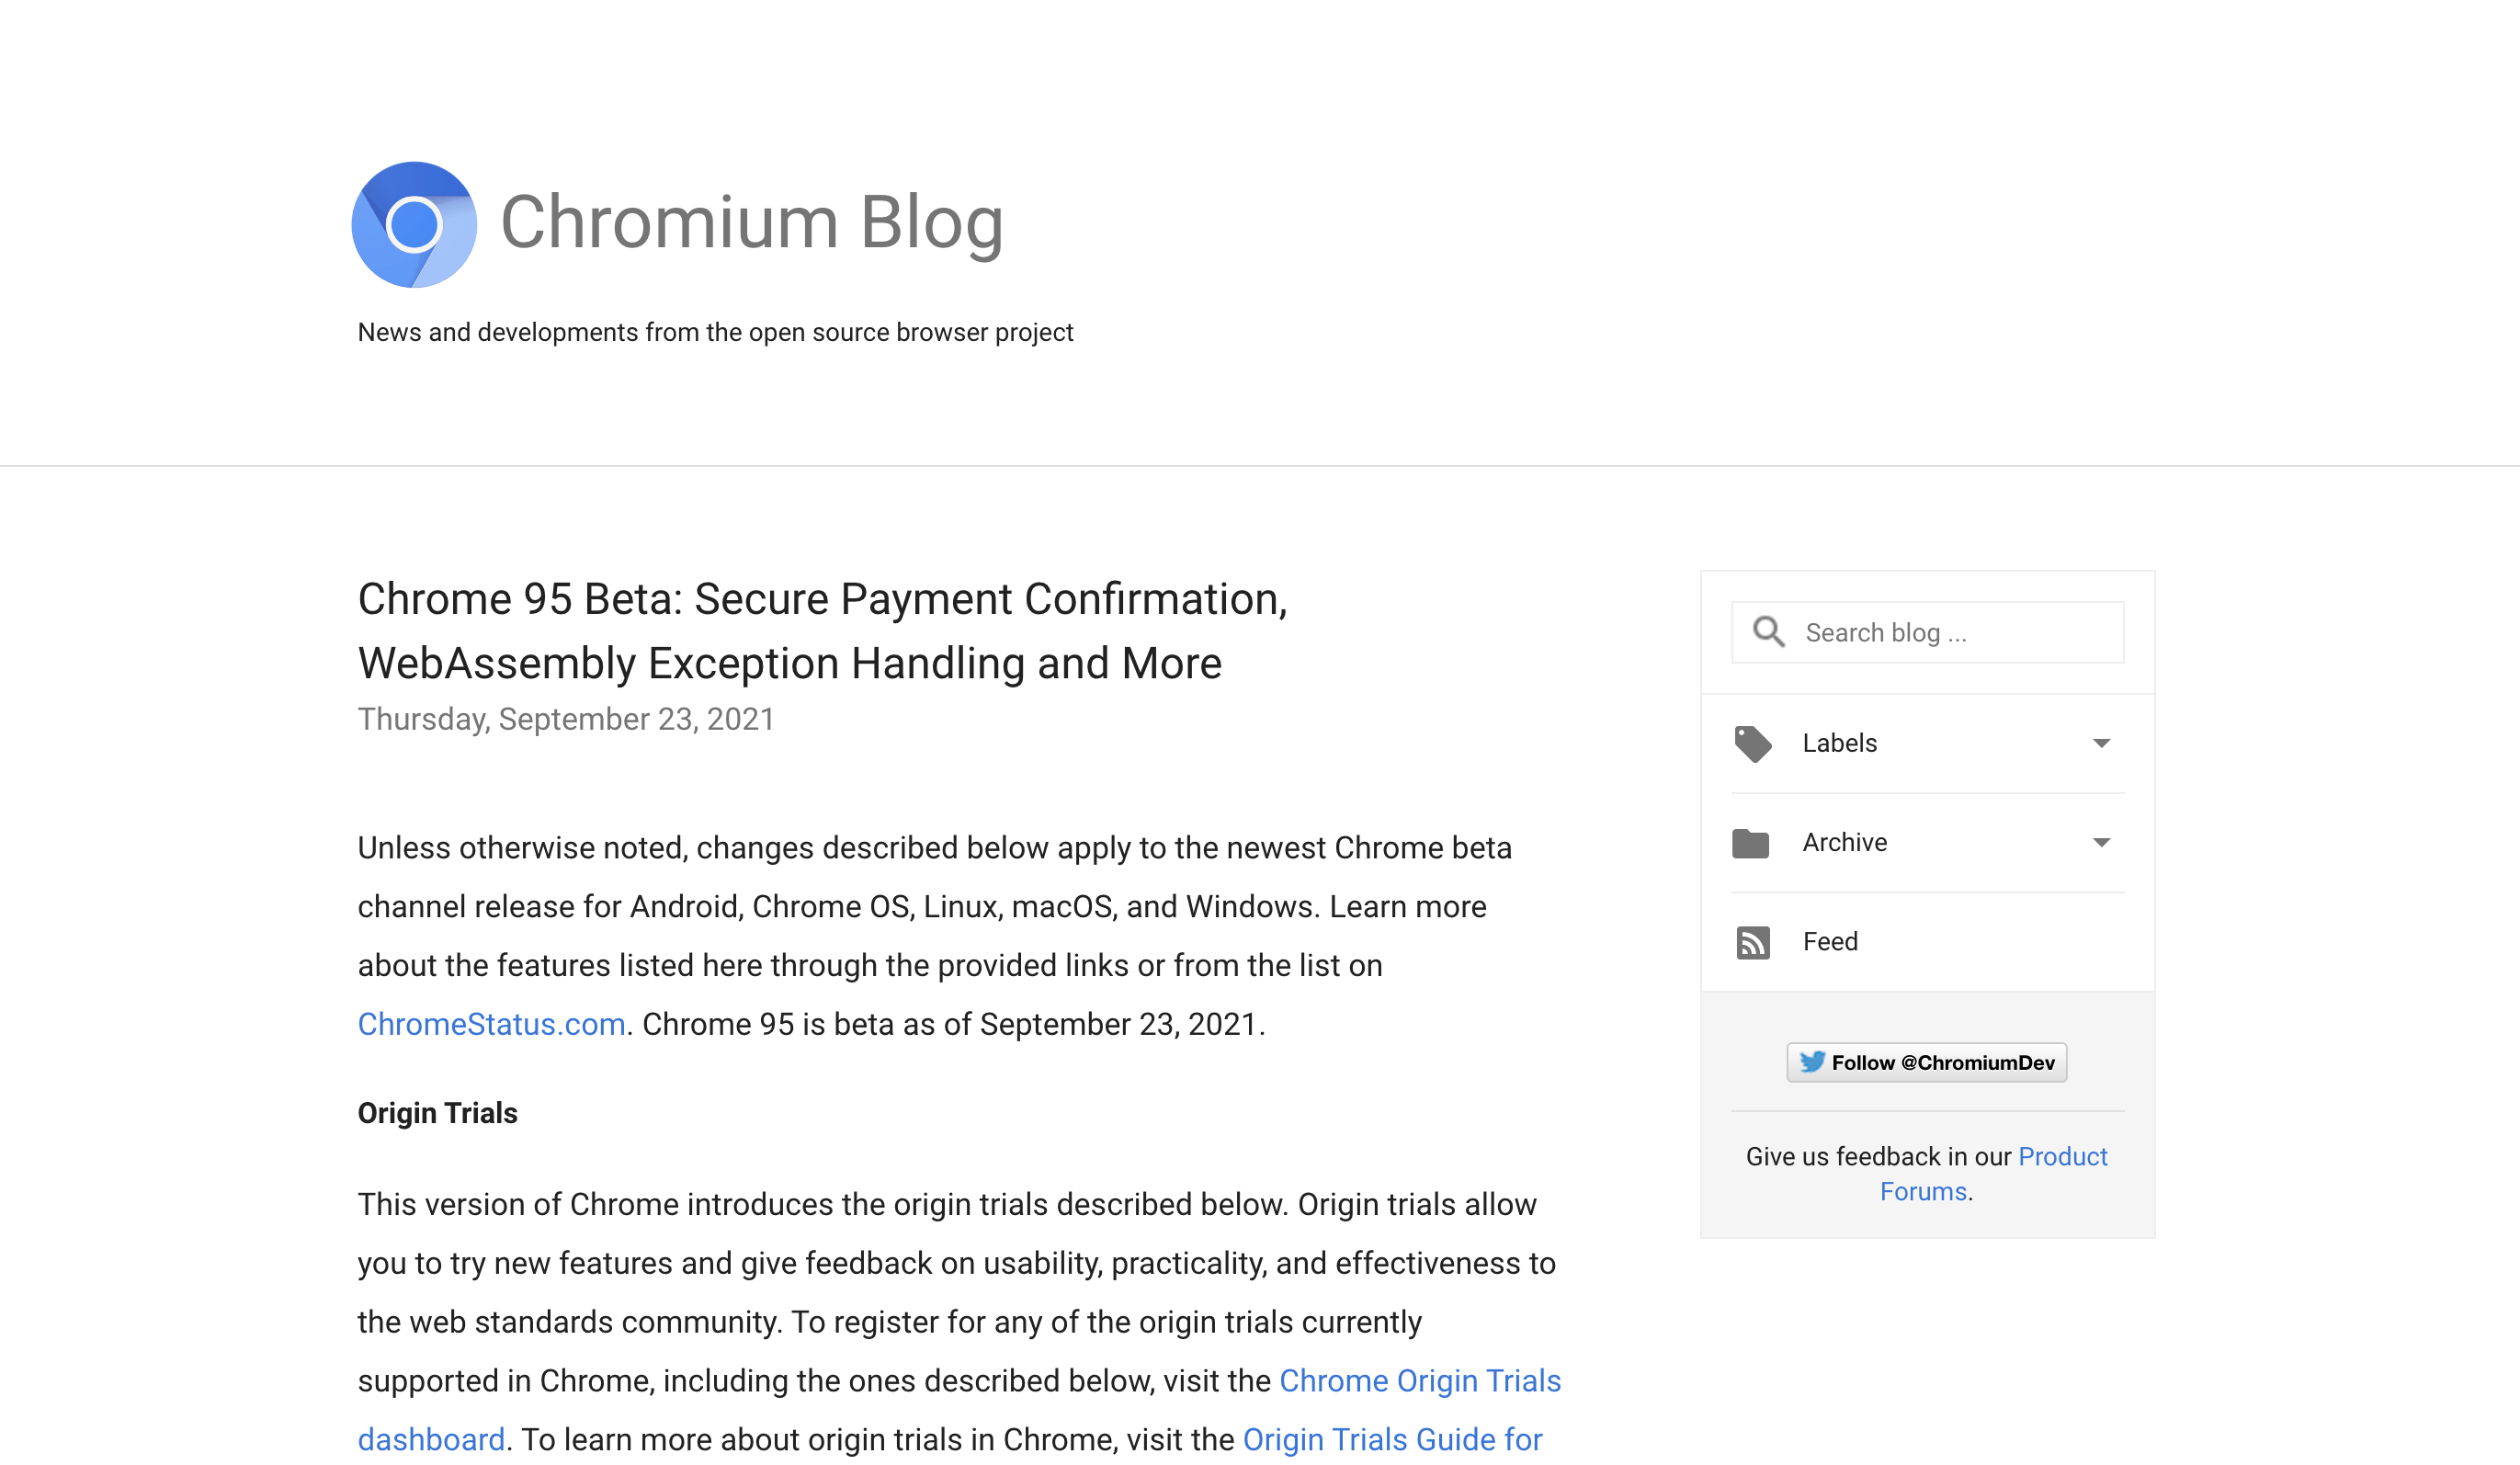 Chromium Blog
News and developments from the open source browser project
Chrome 95 Beta: Secure Payment Confirmation,
WebAssembly Exception Handling and More
Thursday, September 23, 2021
Unless otherwise noted, changes described below apply to the newest Chrome beta
channel release for Android, Chrome OS, Linux, macOS, and Windows. Learn more
about the features listed here through the provided links or from the list on
ChromeStatus.com. Chrome 95 is beta as of September 23, 2021.
Origin Trials
This version of Chrome introduces the origin trials described below. Origin trials allow
you to try new features and give feedback on usability, practicality, and effectiveness to
the web standards community. To register for any of the origin trials currently
supported in Chrome, including the ones described below, visit the Chrome Origin Trials
dashboard. To learn more about origin trials in Chrome, visit the Origin Trials Guide for
Search blog ...
Labels
Archive
Feed
Follow @ChromiumDev
Give us feedback in our Product
Forums.